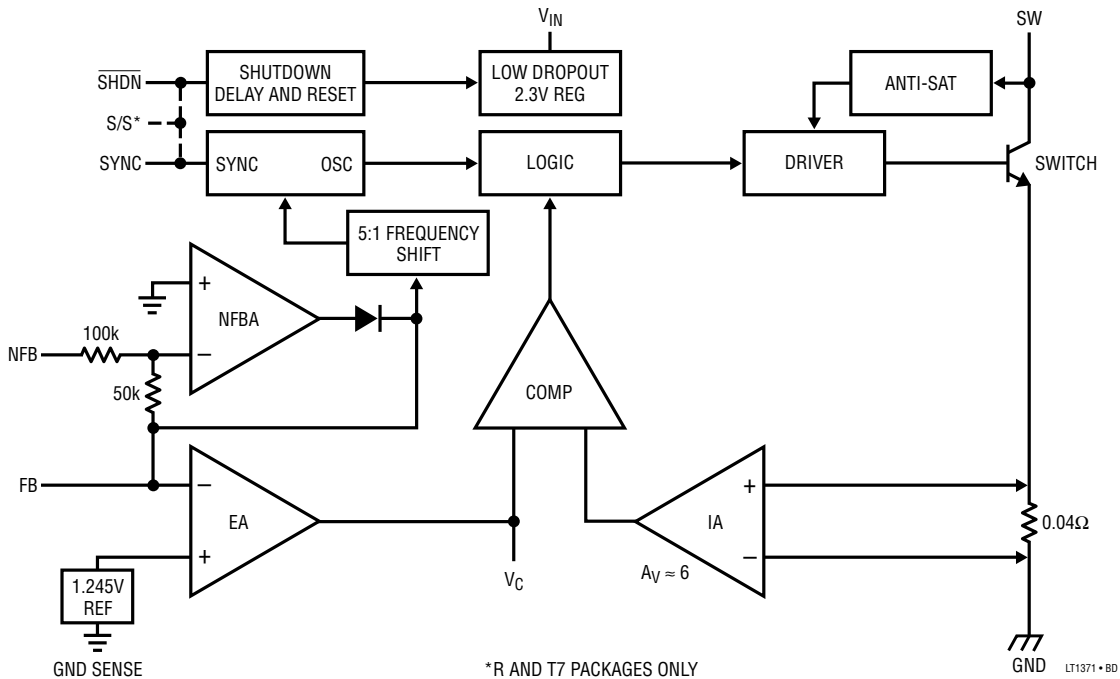 V_IN
SW
SHDN
SHUTDOWN
DELAY AND RESET
LOW DROPOUT
2.3V REG
ANTI-SAT
S/S*
SYNC
SYNC
OSC
LOGIC
DRIVER
SWITCH
5:1 FREQUENCY
SHIFT
+
NFBA
–
NFB
100k
50k
COMP
FB
–
EA
+
+
IA
–
0.04Ω
1.245V
REF
V_C
A_V ≈ 6
GND SENSE
*R AND T7 PACKAGES ONLY
GND
LT1371 • BD